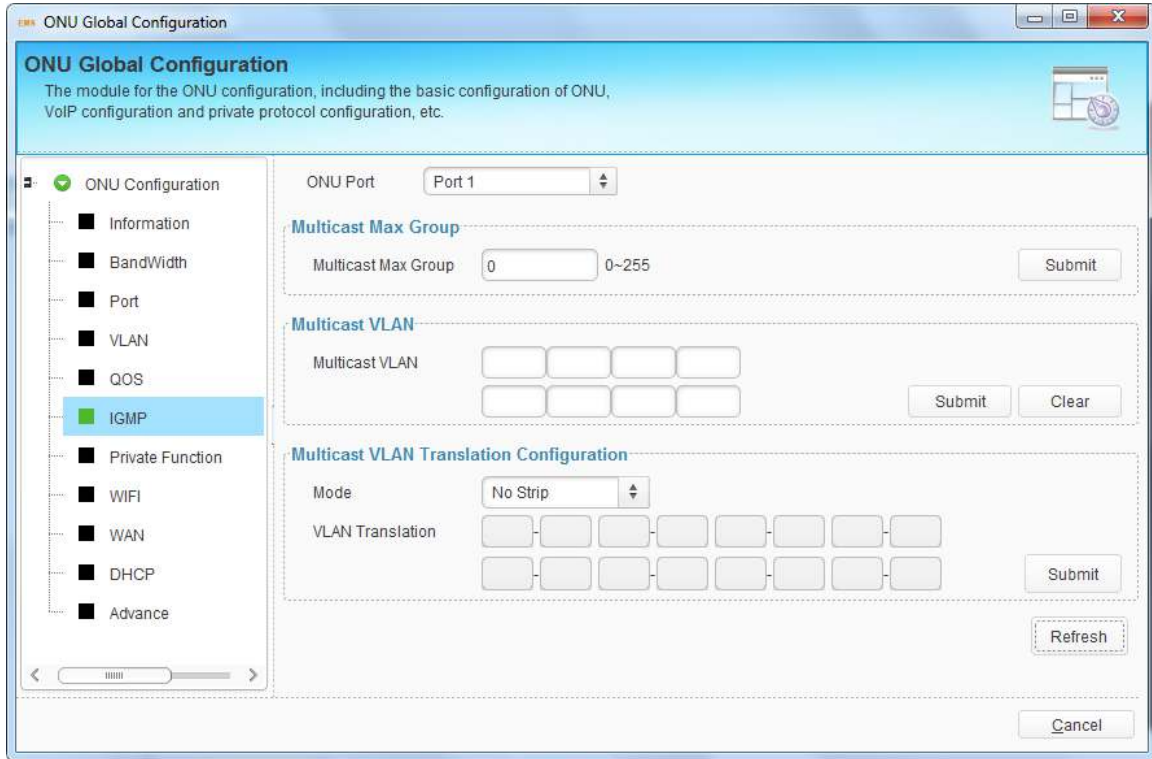 EMS ONU Global Configuration
ONU Global Configuration
The module for the ONU configuration, including the basic configuration of ONU,
VoIP configuration and private protocol configuration, etc.
ONU Configuration
Information
BandWidth
Port
VLAN
QOS
IGMP
Private Function
WIFI
WAN
DHCP
Advance
ONU Port Port 1
Multicast Max Group
Multicast Max Group 0 0~255 Submit
Multicast VLAN
Multicast VLAN
Submit Clear
Multicast VLAN Translation Configuration
Mode No Strip
VLAN Translation - - - -
- - - - Submit
Refresh
Cancel